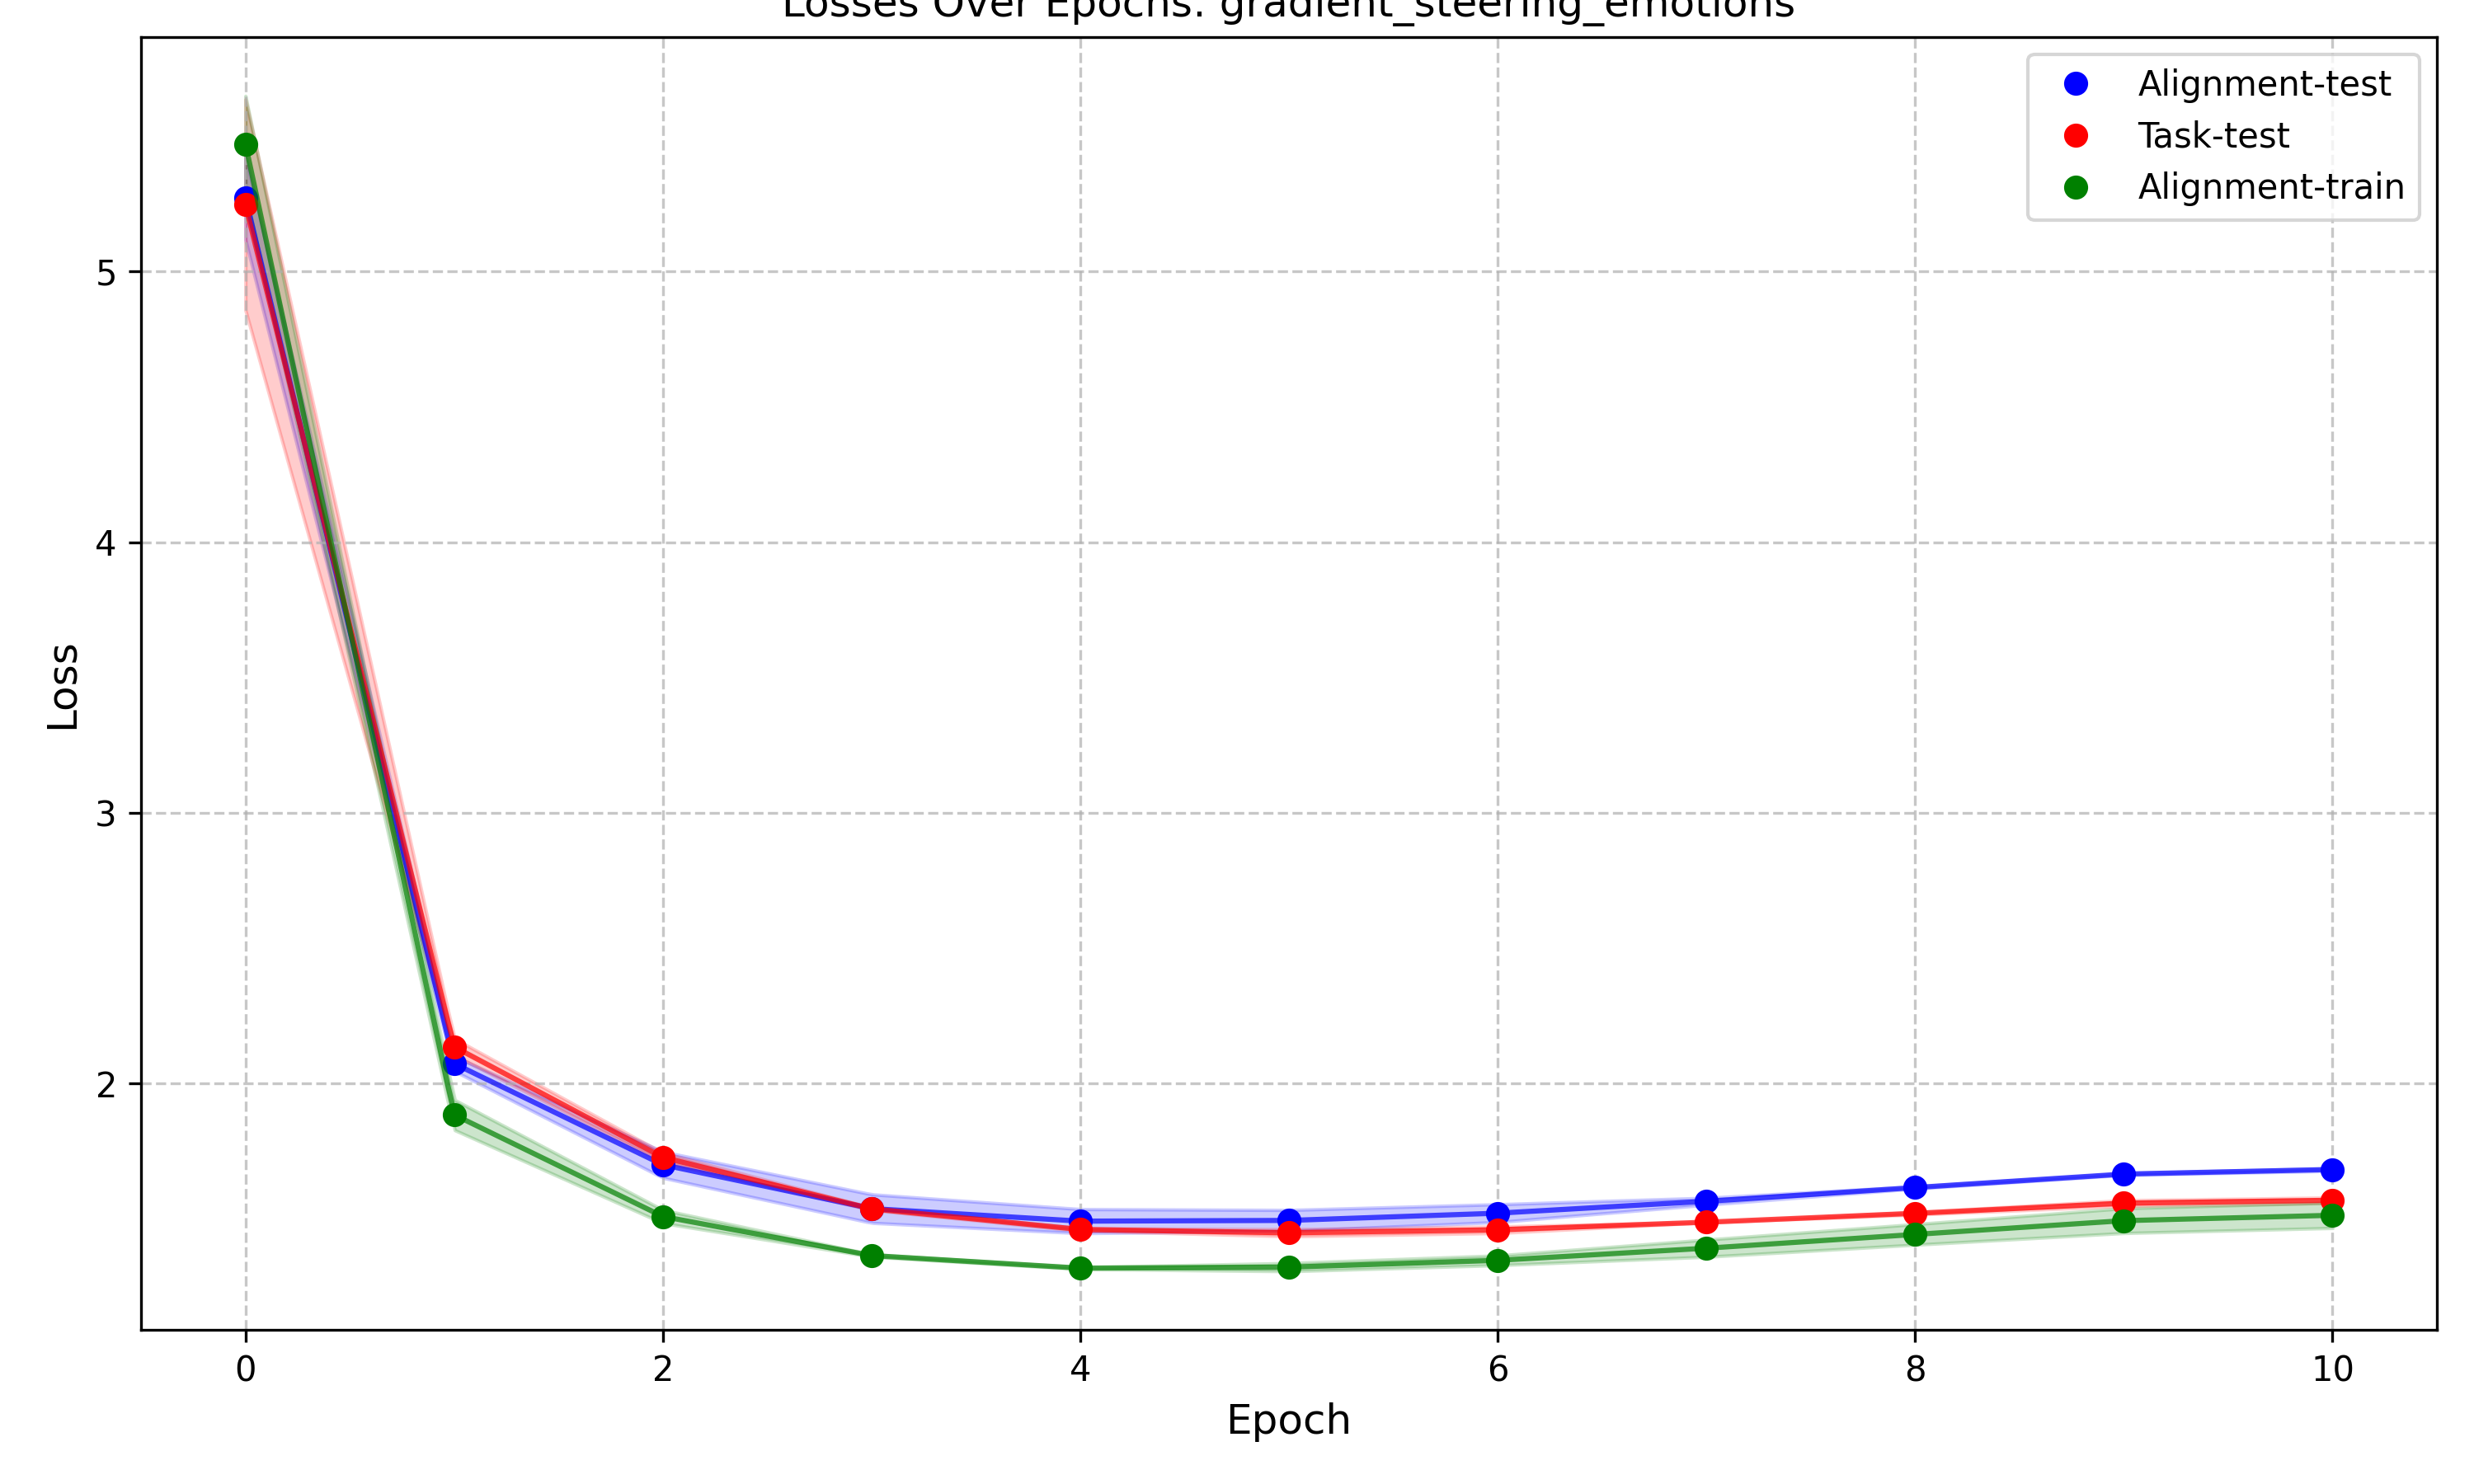 Losses Over Epochs: gradient_steering_emotions
Alignment-test
Task-test
Alignment-train
5
4
3
2
Loss
0 2 4 6 8 10
Epoch